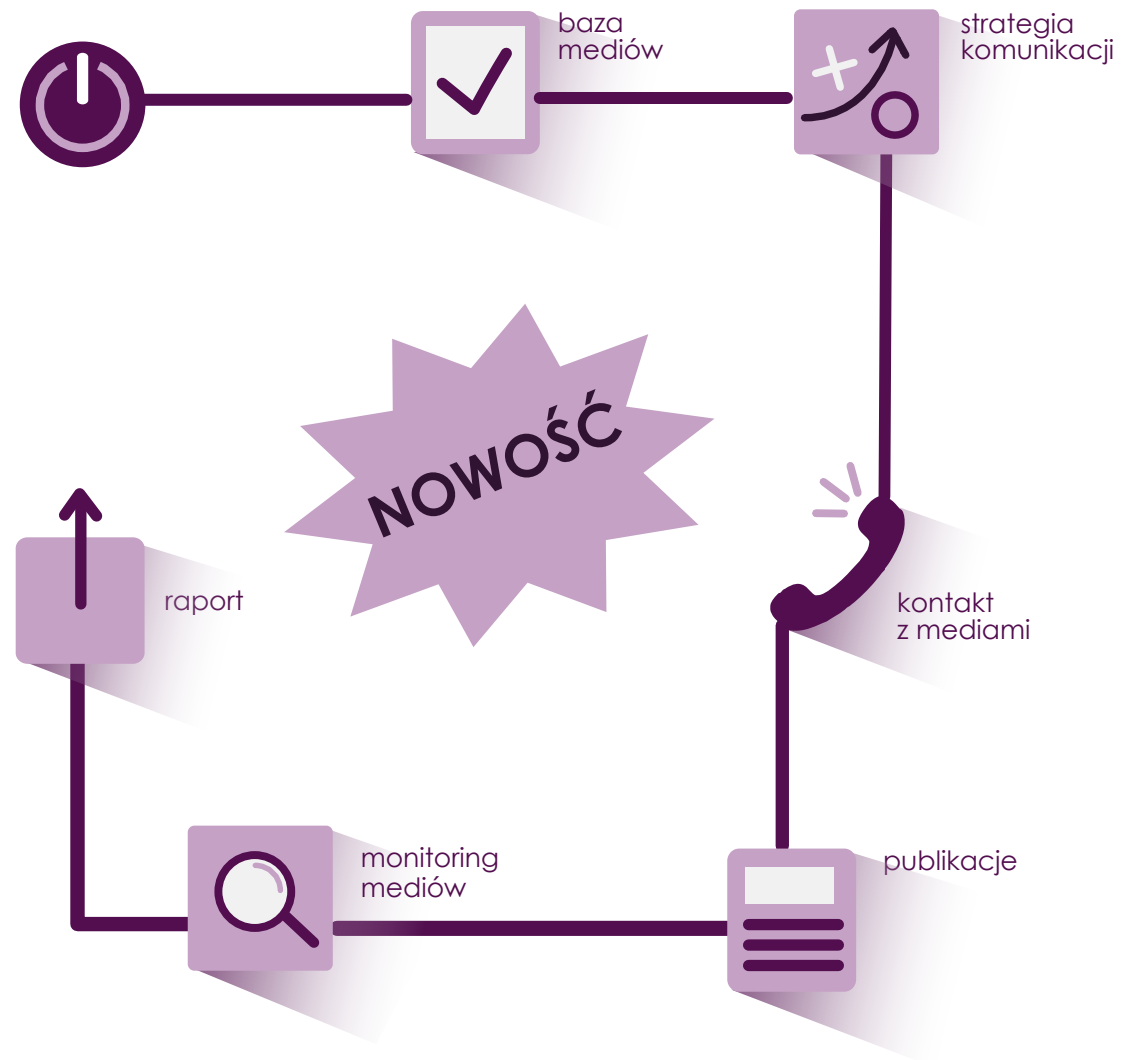 baza
mediów
strategia
komunikacji
NOWOŚĆ
kontakt
z mediami
publikacje
monitoring
mediów
raport